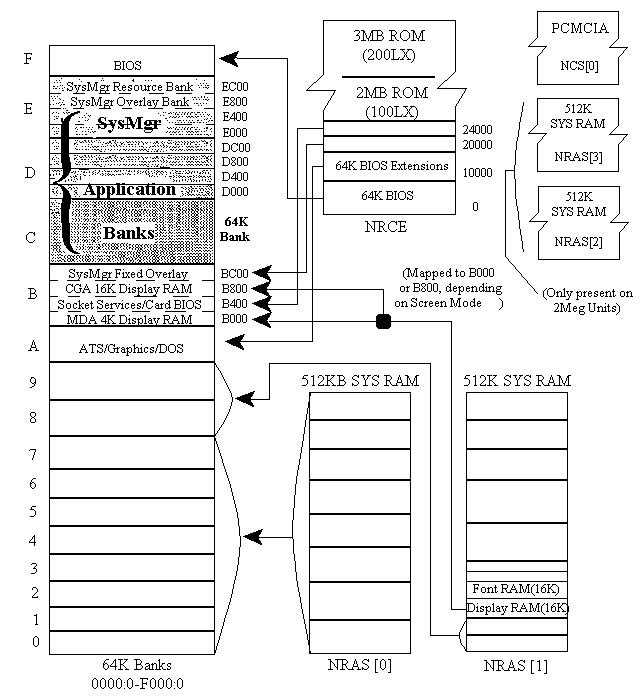 F
BIOS
SysMgr Resource Bank
EC00
E
SysMgr Overlay Bank
E800
E400
SysMgr
E000
DC00
D800
D
D400
Application
D000
C
Banks
64K
Bank
SysMgr Fixed Overlay
BC00
B
CGA 16K Display RAM
B800
Socket Services/Card BIOS
B400
MDA 4K Display RAM
B000
A
ATS/Graphics/DOS
9
8
7
6
5
4
3
2
1
0
64K Banks
0000:0-F000:0
3MB ROM
(200LX)
2MB ROM
(100LX)
24000
20000
64K BIOS Extensions
10000
64K BIOS
0
NRCE
PCMCIA
NCS[0]
512K
SYS RAM
NRAS[3]
512K
SYS RAM
NRAS[2]
(Only present on
2Meg Units)
(Mapped to B000
or B800, depending
on Screen Mode)
512KB SYS RAM
NRAS [0]
512K SYS RAM
Font RAM(16K)
Display RAM(16K)
NRAS [1]